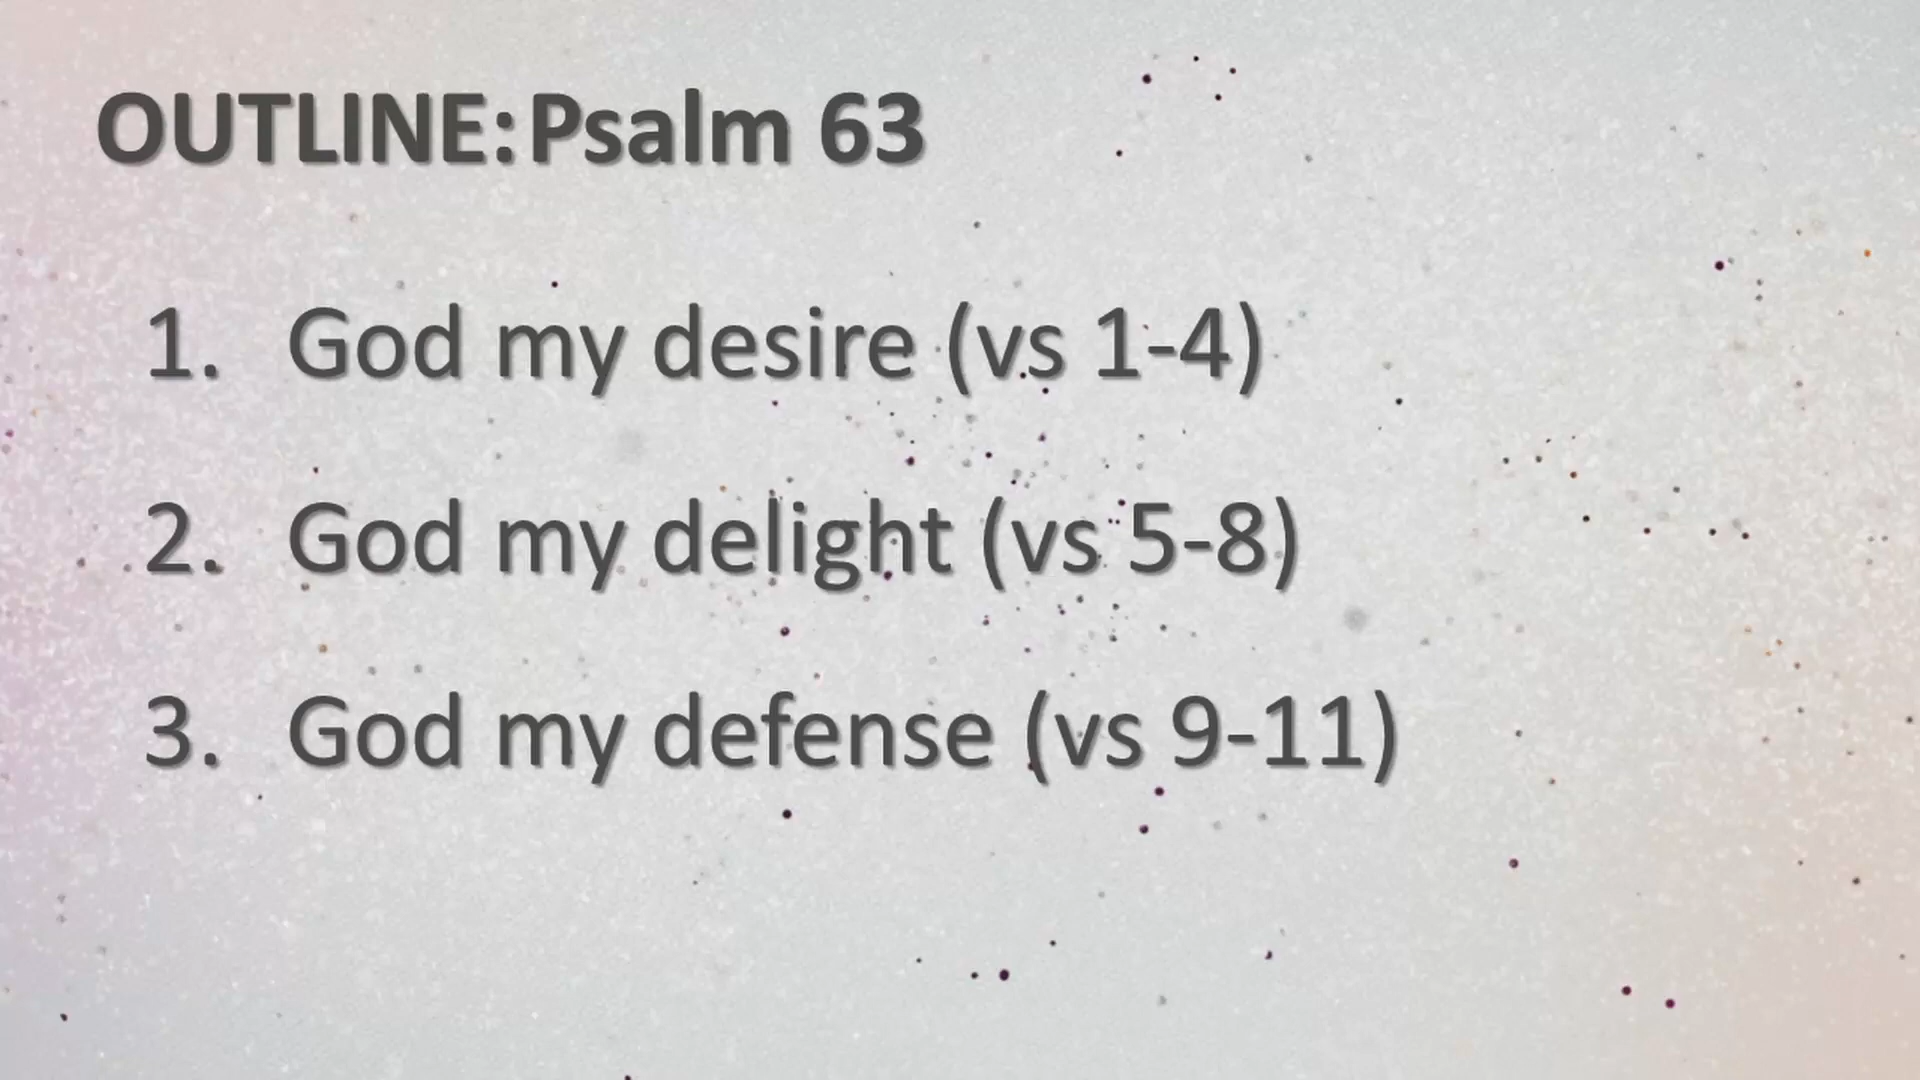 OUTLINE: Psalm 63
1. God my desire (vs 1-4)
2. God my delight (vs 5-8)
3. God my defense (vs 9-11)